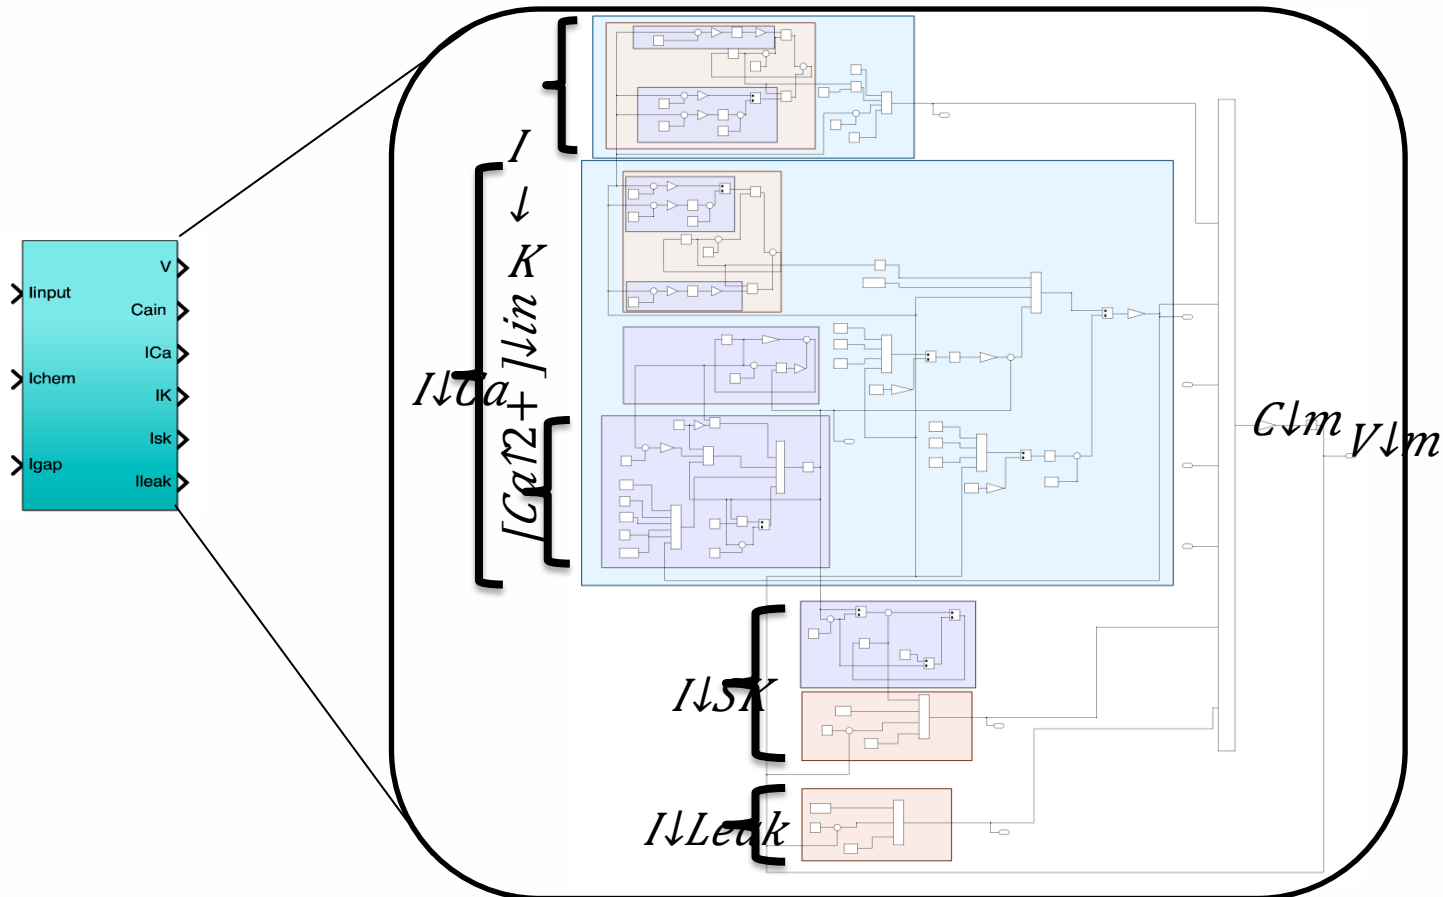 Iinput
Ichem
Igap
V
Cain
ICa
IK
Isk
Ileak
I↓K
I↓Ca
[Ca↑2+ ]↓in
I↓SK
I↓Leak
C↓m
V↓m